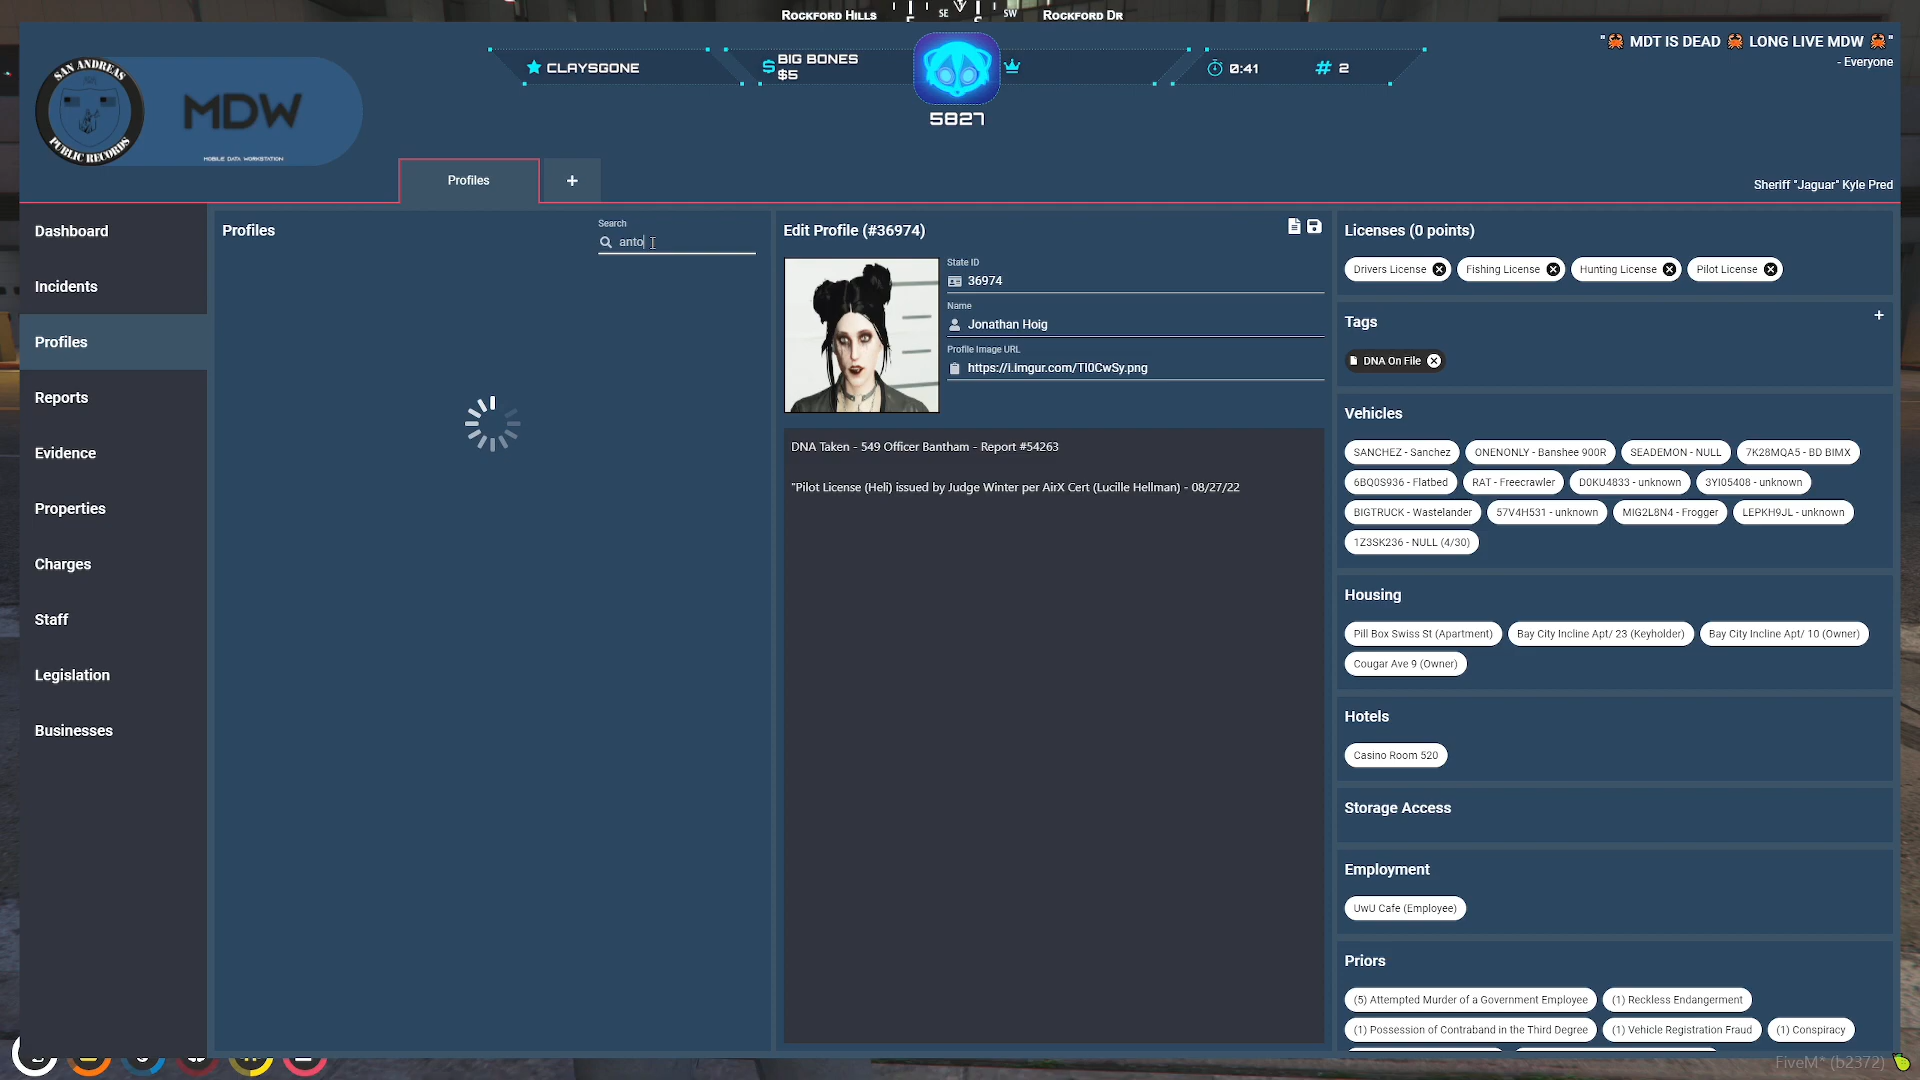 ROCKFORD HILLS
SE
SW
ROCKFORD DR
SAN ANDREAS
PUBLIC RECORDS
MDW
MOBILE DATA WORKSTATION
CLAYSGONE
BIG BONES
$5
5827
0:41
# 2
"🦀 MDT IS DEAD 🦀 LONG LIVE MDW 🦀"
- Everyone
Profiles
+
Sheriff "Jaguar" Kyle Pred
Dashboard
Incidents
Profiles
Reports
Evidence
Properties
Charges
Staff
Legislation
Businesses
Profiles
Search
anto
Edit Profile (#36974)
State ID
36974
Name
Jonathan Hoig
Profile Image URL
https://i.imgur.com/Tl0CwSy.png
DNA Taken - 549 Officer Bantham - Report #54263
"Pilot License (Heli) issued by Judge Winter per AirX Cert (Lucille Hellman) - 08/27/22
Licenses (0 points)
Drivers License Fishing License Hunting License Pilot License
Tags
+
DNA On File
Vehicles
SANCHEZ - Sanchez ONENONLY - Banshee 900R SEADEMON - NULL 7K28MQA5 - BD BIMX
6BQ0S936 - Flatbed RAT - Freecrawler D0KU4833 - unknown 3YI05408 - unknown
BIGTRUCK - Wastelander 57V4H531 - unknown MIG2L8N4 - Frogger LEPKH9JL - unknown
1Z3SK236 - NULL (4/30)
Housing
Pill Box Swiss St (Apartment) Bay City Incline Apt/ 23 (Keyholder) Bay City Incline Apt/ 10 (Owner)
Cougar Ave 9 (Owner)
Hotels
Casino Room 520
Storage Access
Employment
UwU Cafe (Employee)
Priors
(5) Attempted Murder of a Government Employee (1) Reckless Endangerment
(1) Possession of Contraband in the Third Degree (1) Vehicle Registration Fraud (1) Conspiracy
FiveM* (b2372)